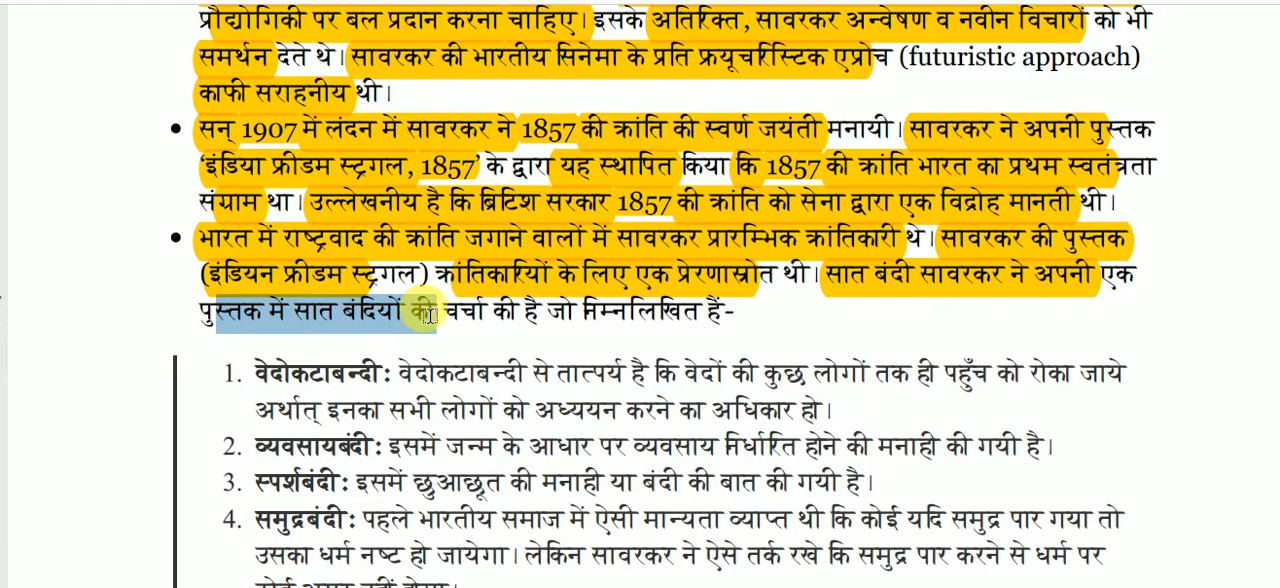 प्रौद्योगिकी पर बल प्रदान करना चाहिए। इसके अतिरिक्त, सावरकर अन्वेषण व नवीन विचारों को भी
समर्थन देते थे। सावरकर की भारतीय सिनेमा के प्रति फ्रयूचरिस्टिक एप्रोच (futuristic approach)
काफी सराहनीय थी।
• सन् 1907 में लंदन में सावरकर ने 1857 की क्रांति की स्वर्ण जयंती मनायी। सावरकर ने अपनी पुस्तक
‘इंडिया फ्रीडम स्ट्रगल, 1857’ के द्वारा यह स्थापित किया कि 1857 की क्रांति भारत का प्रथम स्वतंत्रता
संग्राम था। उल्लेखनीय है कि ब्रिटिश सरकार 1857 की क्रांति को सेना द्वारा एक विद्रोह मानती थी।
• भारत में राष्ट्रवाद की क्रांति जगाने वालों में सावरकर प्रारम्भिक क्रांतिकारी थे। सावरकर की पुस्तक
(इंडियन फ्रीडम स्ट्रगल) क्रांतिकारियों के लिए एक प्रेरणास्रोत थी। सात बंदी सावरकर ने अपनी एक
पुस्तक में सात बंदियों की चर्चा की है जो निम्नलिखित हैं-
1. वेदोकटाबन्दी: वेदोकटाबन्दी से तात्पर्य है कि वेदों की कुछ लोगों तक ही पहुँच को रोका जाये
अर्थात् इनका सभी लोगों को अध्ययन करने का अधिकार हो।
2. व्यवसायबंदी: इसमें जन्म के आधार पर व्यवसाय निर्धारित होने की मनाही की गयी है।
3. स्पर्शबंदी: इसमें छुआछूत की मनाही या बंदी की बात की गयी है।
4. समुद्रबंदी: पहले भारतीय समाज में ऐसी मान्यता व्याप्त थी कि कोई यदि समुद्र पार गया तो
उसका धर्म नष्ट हो जायेगा। लेकिन सावरकर ने ऐसे तर्क रखे कि समुद्र पार करने से धर्म पर